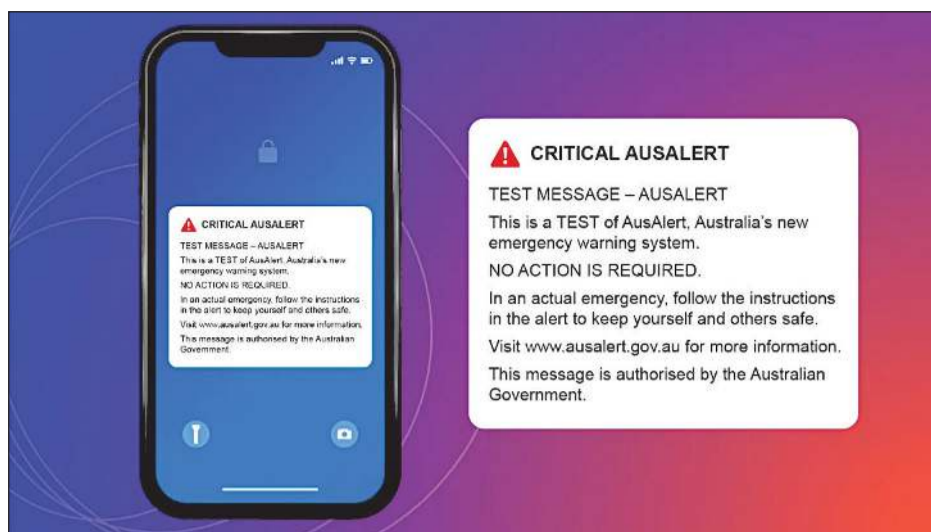 CRITICAL AUSALERT
TEST MESSAGE – AUSALERT
This is a TEST of AusAlert, Australia's new
emergency warning system.
NO ACTION IS REQUIRED.
In an actual emergency, follow the instructions
in the alert to keep yourself and others safe.
Visit www.ausalert.gov.au for more information.
This message is authorised by the Australian
Government.
CRITICAL AUSALERT
TEST MESSAGE – AUSALERT
This is a TEST of AusAlert, Australia's new
emergency warning system.
NO ACTION IS REQUIRED.
In an actual emergency, follow the instructions
in the alert to keep yourself and others safe.
Visit www.ausalert.gov.au for more information.
This message is authorised by the Australian
Government.